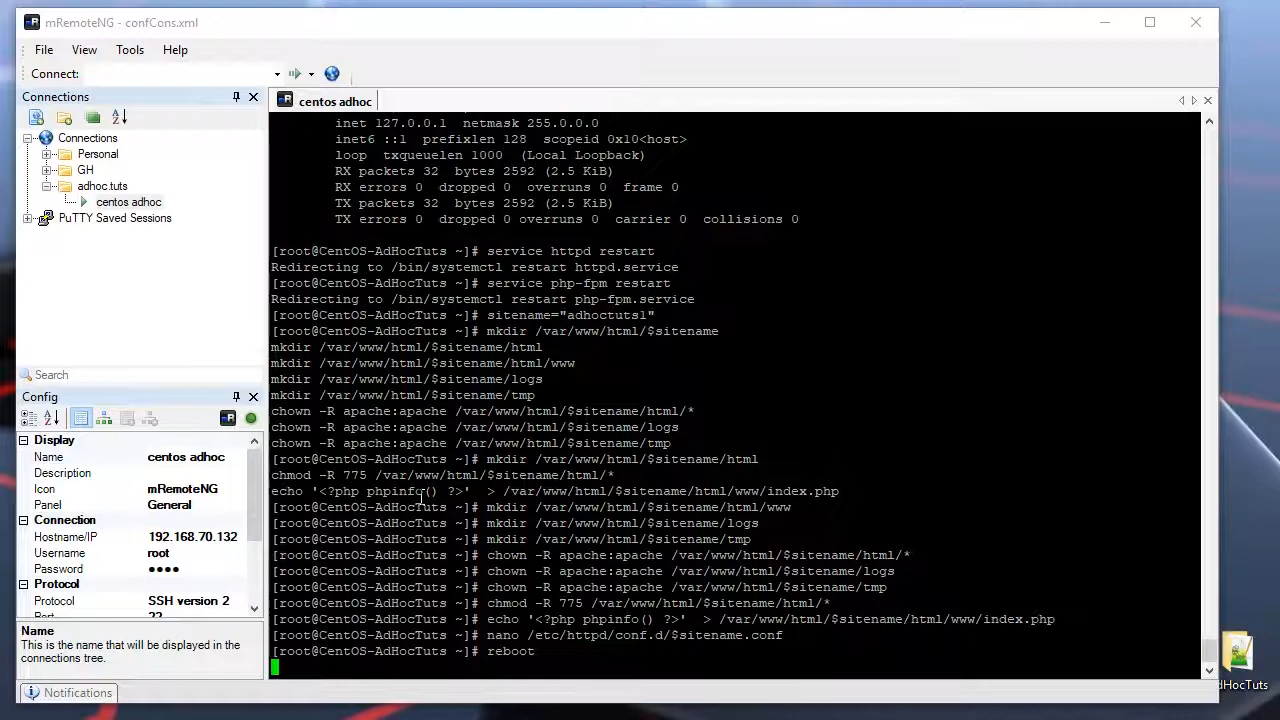 mRemoteNG - confCons.xml
File View Tools Help
Connect:
Connections
Connections
Personal
GH
adhoc.tuts
centos adhoc
PuTTY Saved Sessions
Search
Config
Display
Name centos adhoc
Description
Icon mRemoteNG
Panel General
Connection
Hostname/IP 192.168.70.132
Username root
Password ●●●●
Protocol
Protocol SSH version 2
Name
This is the name that will be displayed in the
connections tree.
Notifications
centos adhoc
inet 127.0.0.1  netmask 255.0.0.0
inet6 ::1  prefixlen 128  scopeid 0x10<host>
loop  txqueuelen 1000  (Local Loopback)
RX packets 32  bytes 2592 (2.5 KiB)
RX errors 0  dropped 0  overruns 0  frame 0
TX packets 32  bytes 2592 (2.5 KiB)
TX errors 0  dropped 0 overruns 0  carrier 0  collisions 0
[root@CentOS-AdHocTuts ~]# service httpd restart
Redirecting to /bin/systemctl restart httpd.service
[root@CentOS-AdHocTuts ~]# service php-fpm restart
Redirecting to /bin/systemctl restart php-fpm.service
[root@CentOS-AdHocTuts ~]# sitename="adhoctuts1"
[root@CentOS-AdHocTuts ~]# mkdir /var/www/html/$sitename
mkdir /var/www/html/$sitename/html
mkdir /var/www/html/$sitename/html/www
mkdir /var/www/html/$sitename/logs
mkdir /var/www/html/$sitename/tmp
chown -R apache:apache /var/www/html/$sitename/html/*
chown -R apache:apache /var/www/html/$sitename/logs
chown -R apache:apache /var/www/html/$sitename/tmp
[root@CentOS-AdHocTuts ~]# mkdir /var/www/html/$sitename/html
chmod -R 775 /var/www/html/$sitename/html/*
echo '<?php phpinfo() ?>'  > /var/www/html/$sitename/html/www/index.php
[root@CentOS-AdHocTuts ~]# mkdir /var/www/html/$sitename/html/www
[root@CentOS-AdHocTuts ~]# mkdir /var/www/html/$sitename/logs
[root@CentOS-AdHocTuts ~]# mkdir /var/www/html/$sitename/tmp
[root@CentOS-AdHocTuts ~]# chown -R apache:apache /var/www/html/$sitename/html/*
[root@CentOS-AdHocTuts ~]# chown -R apache:apache /var/www/html/$sitename/logs
[root@CentOS-AdHocTuts ~]# chown -R apache:apache /var/www/html/$sitename/tmp
[root@CentOS-AdHocTuts ~]# chmod -R 775 /var/www/html/$sitename/html/*
[root@CentOS-AdHocTuts ~]# echo '<?php phpinfo() ?>'  > /var/www/html/$sitename/html/www/index.php
[root@CentOS-AdHocTuts ~]# nano /etc/httpd/conf.d/$sitename.conf
[root@CentOS-AdHocTuts ~]# reboot
dHocTuts